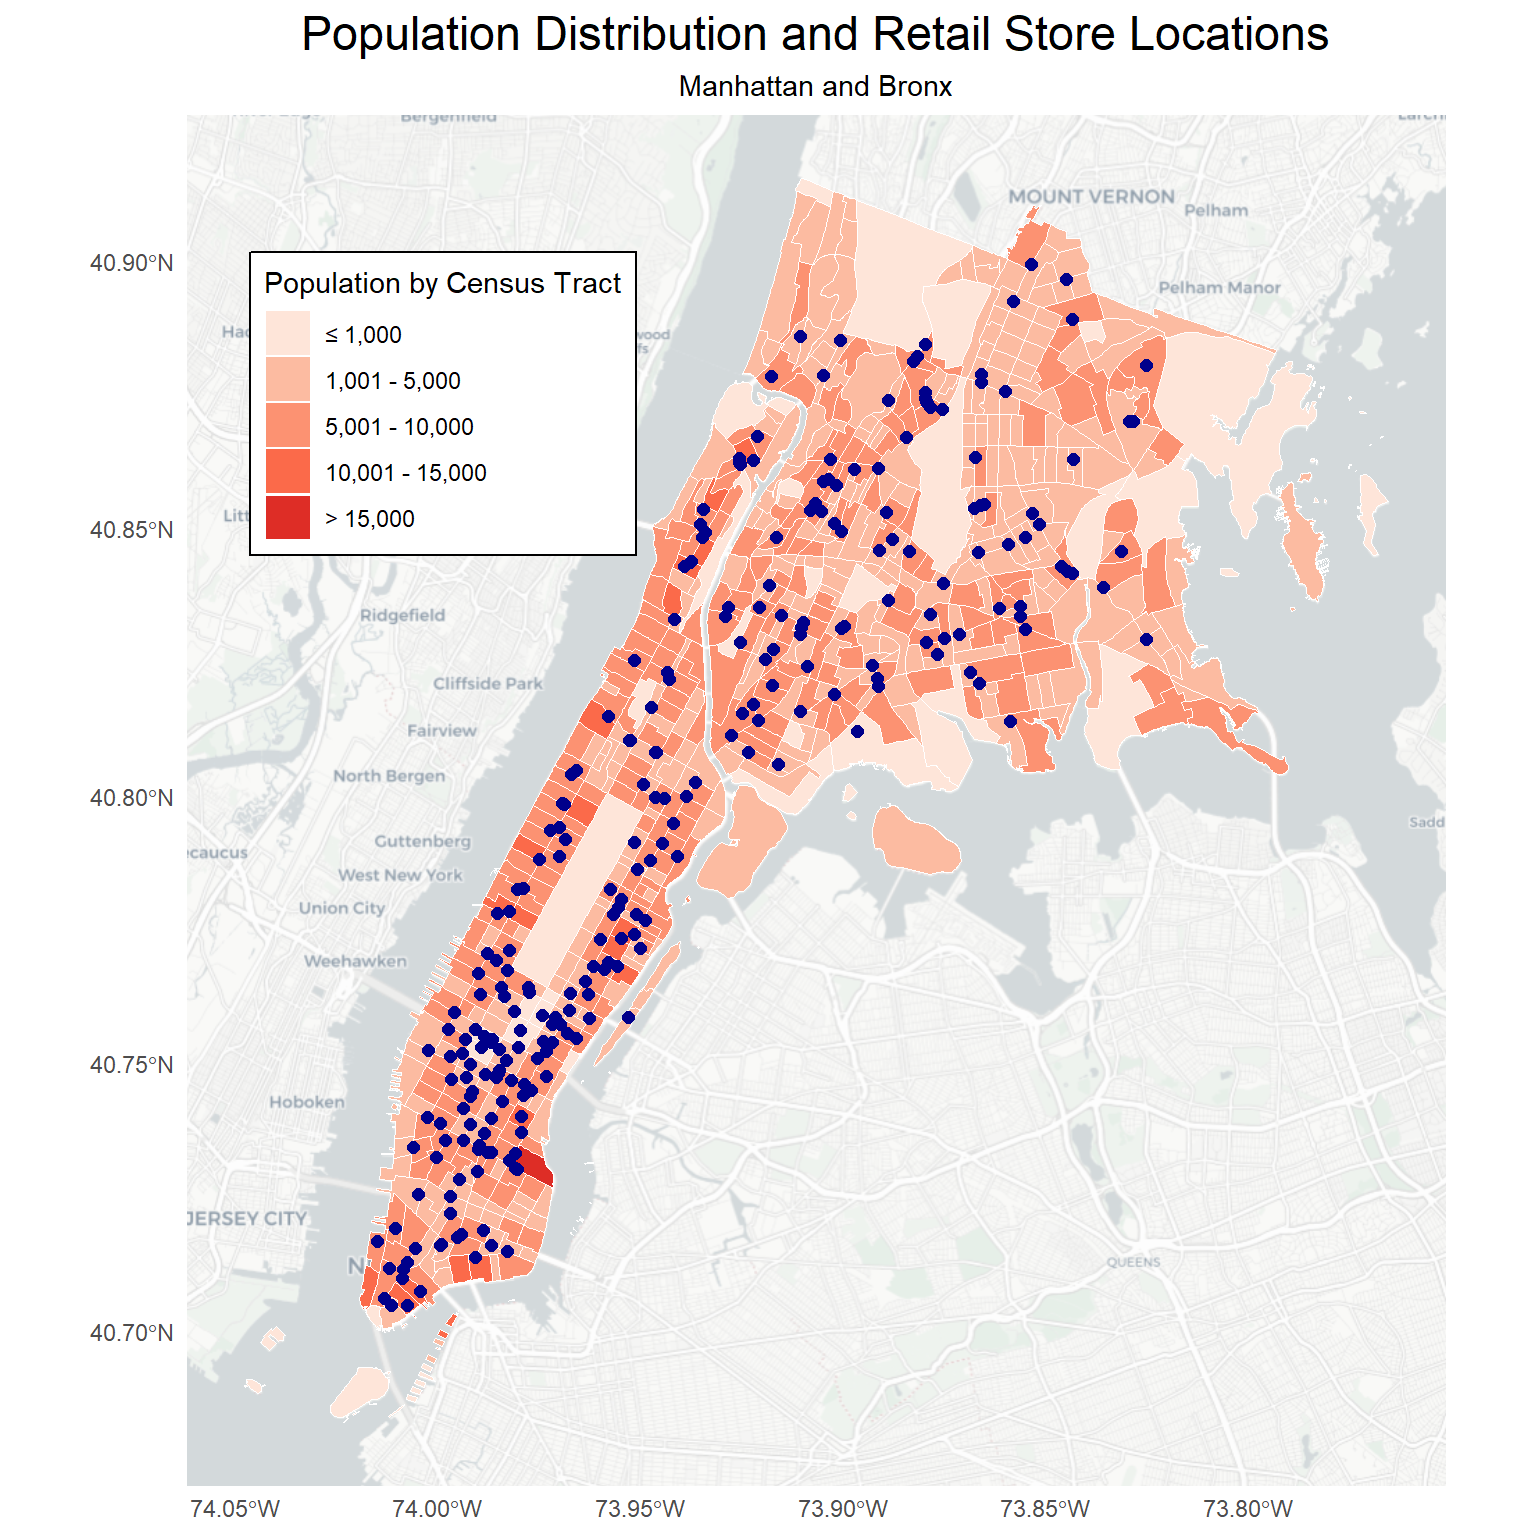 Population Distribution and Retail Store Locations
Manhattan and Bronx
Bergenfield
MOUNT VERNON
Pelham
40.90°N
Population by Census Tract
Pelham Manor
≤ 1,000
1,001 - 5,000
5,001 - 10,000
10,001 - 15,000
> 15,000
40.85°N
Ridgefield
Cliffside Park
Fairview
North Bergen
40.80°N
Guttenberg
ecaucus
West New York
Union City
Weehawken
40.75°N
Hoboken
JERSEY CITY
QUEENS
40.70°N
74.05°W 74.00°W 73.95°W 73.90°W 73.85°W 73.80°W